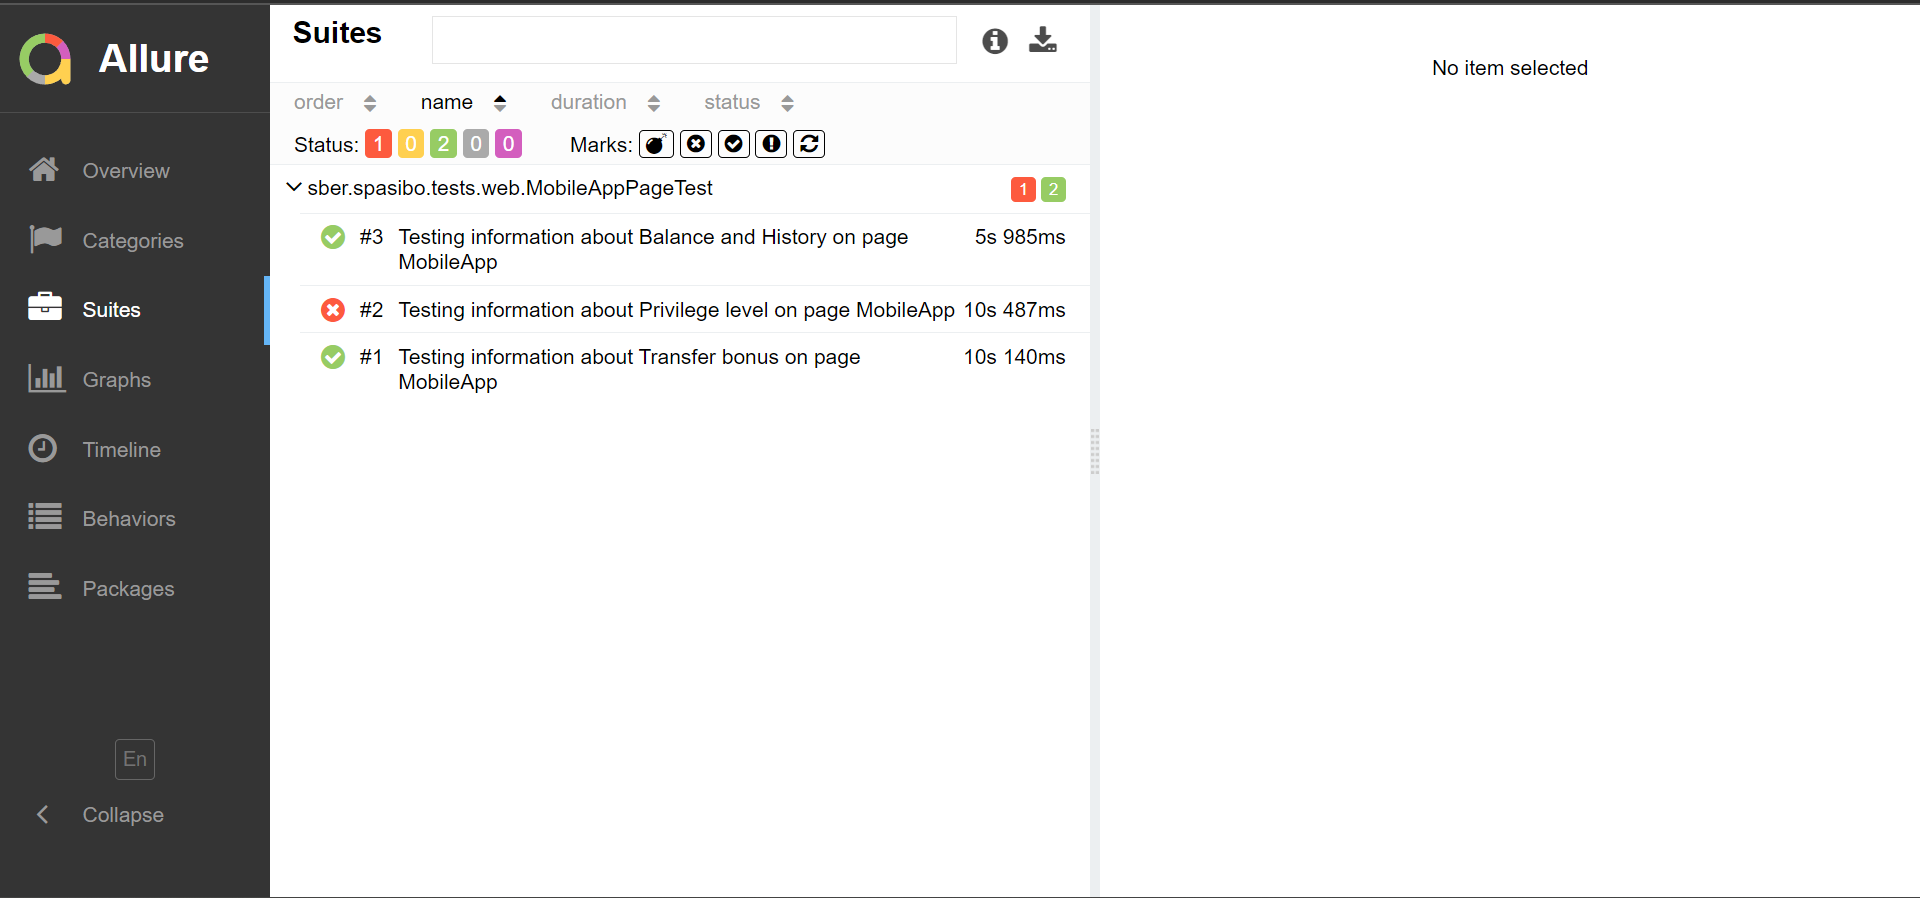 Allure
Overview
Categories
Suites
Graphs
Timeline
Behaviors
Packages
En
Collapse
Suites
order name duration status
Status: 1 0 2 0 0 Marks:
sber.spasibo.tests.web.MobileAppPageTest 1 2
#3 Testing information about Balance and History on page 5s 985ms
MobileApp
#2 Testing information about Privilege level on page MobileApp 10s 487ms
#1 Testing information about Transfer bonus on page 10s 140ms
MobileApp
No item selected